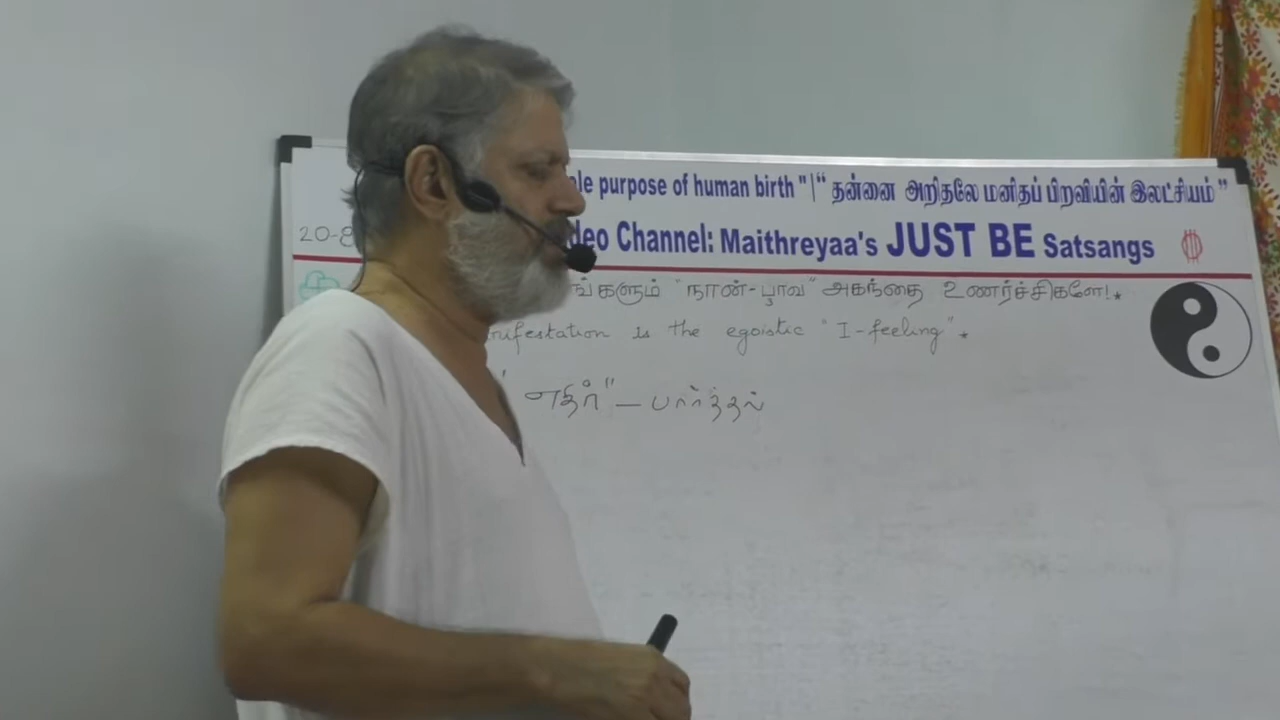 ple purpose of human birth " | “ தன்னை அறிதலே மனிதப் பிறவியின் இலட்சியம் ”
deo Channel: Maithreyaa's JUST BE Satsangs
20-8
ங்களும் "நான்-பாவ" அகந்தை உணர்ச்சிகளே!*
nifestation is the egoistic "I-feeling" *
எதிர்" — பார்த்தல்